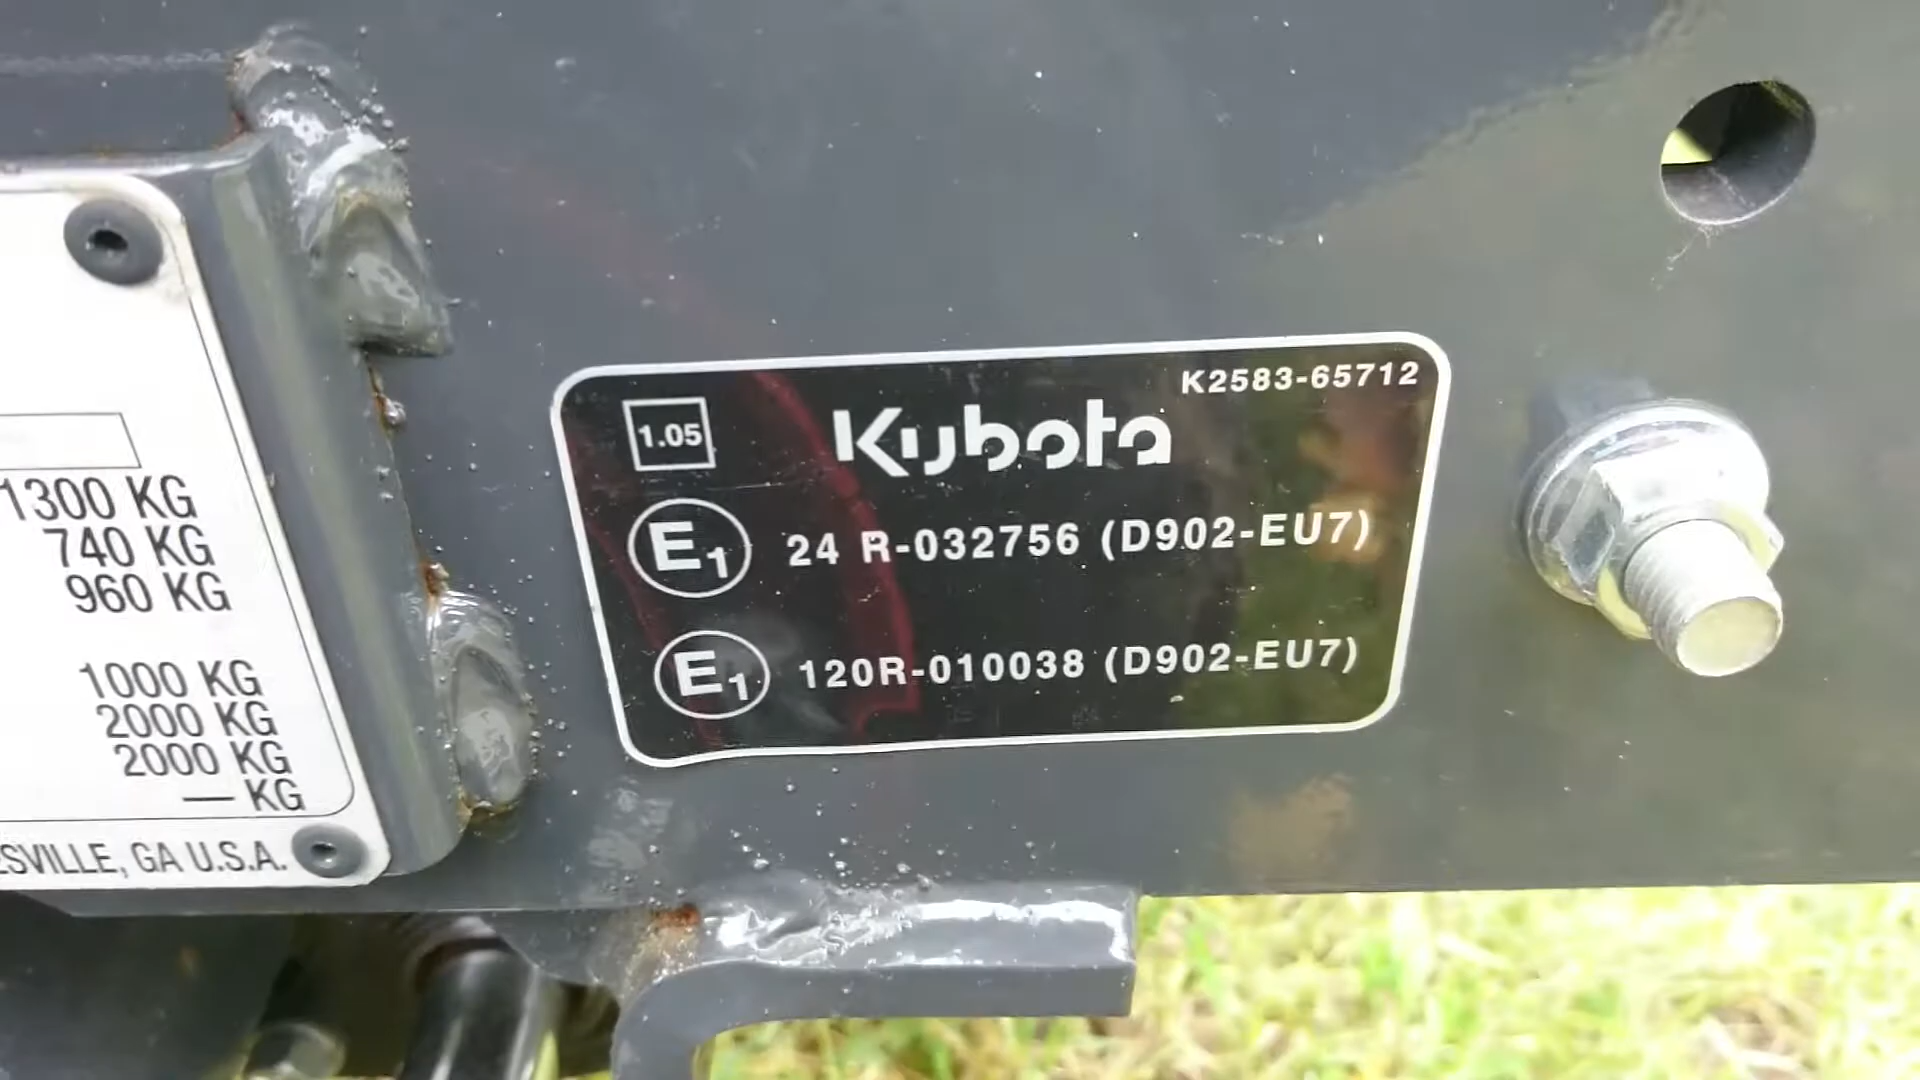 1300 KG
740 KG
960 KG
1000 KG
2000 KG
2000 KG
— KG
GA U.S.A.
K2583-65712
1.05
Kubota
E1 24 R-032756 (D902-EU7)
E1 120R-010038 (D902-EU7)